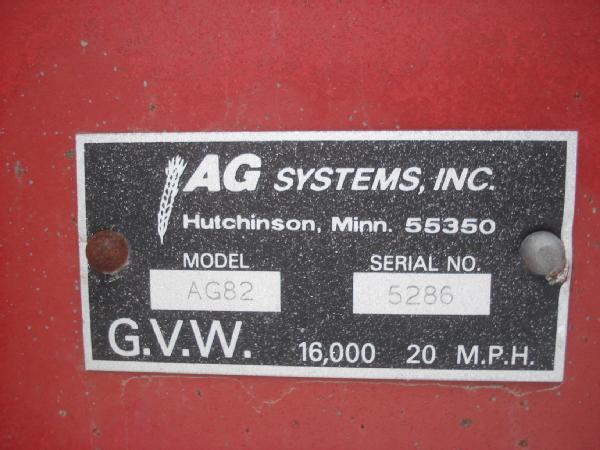 AG SYSTEMS, INC.
Hutchinson, Minn. 55350
MODEL SERIAL NO.
AG82 5286
G.V.W. 16,000 20 M.P.H.